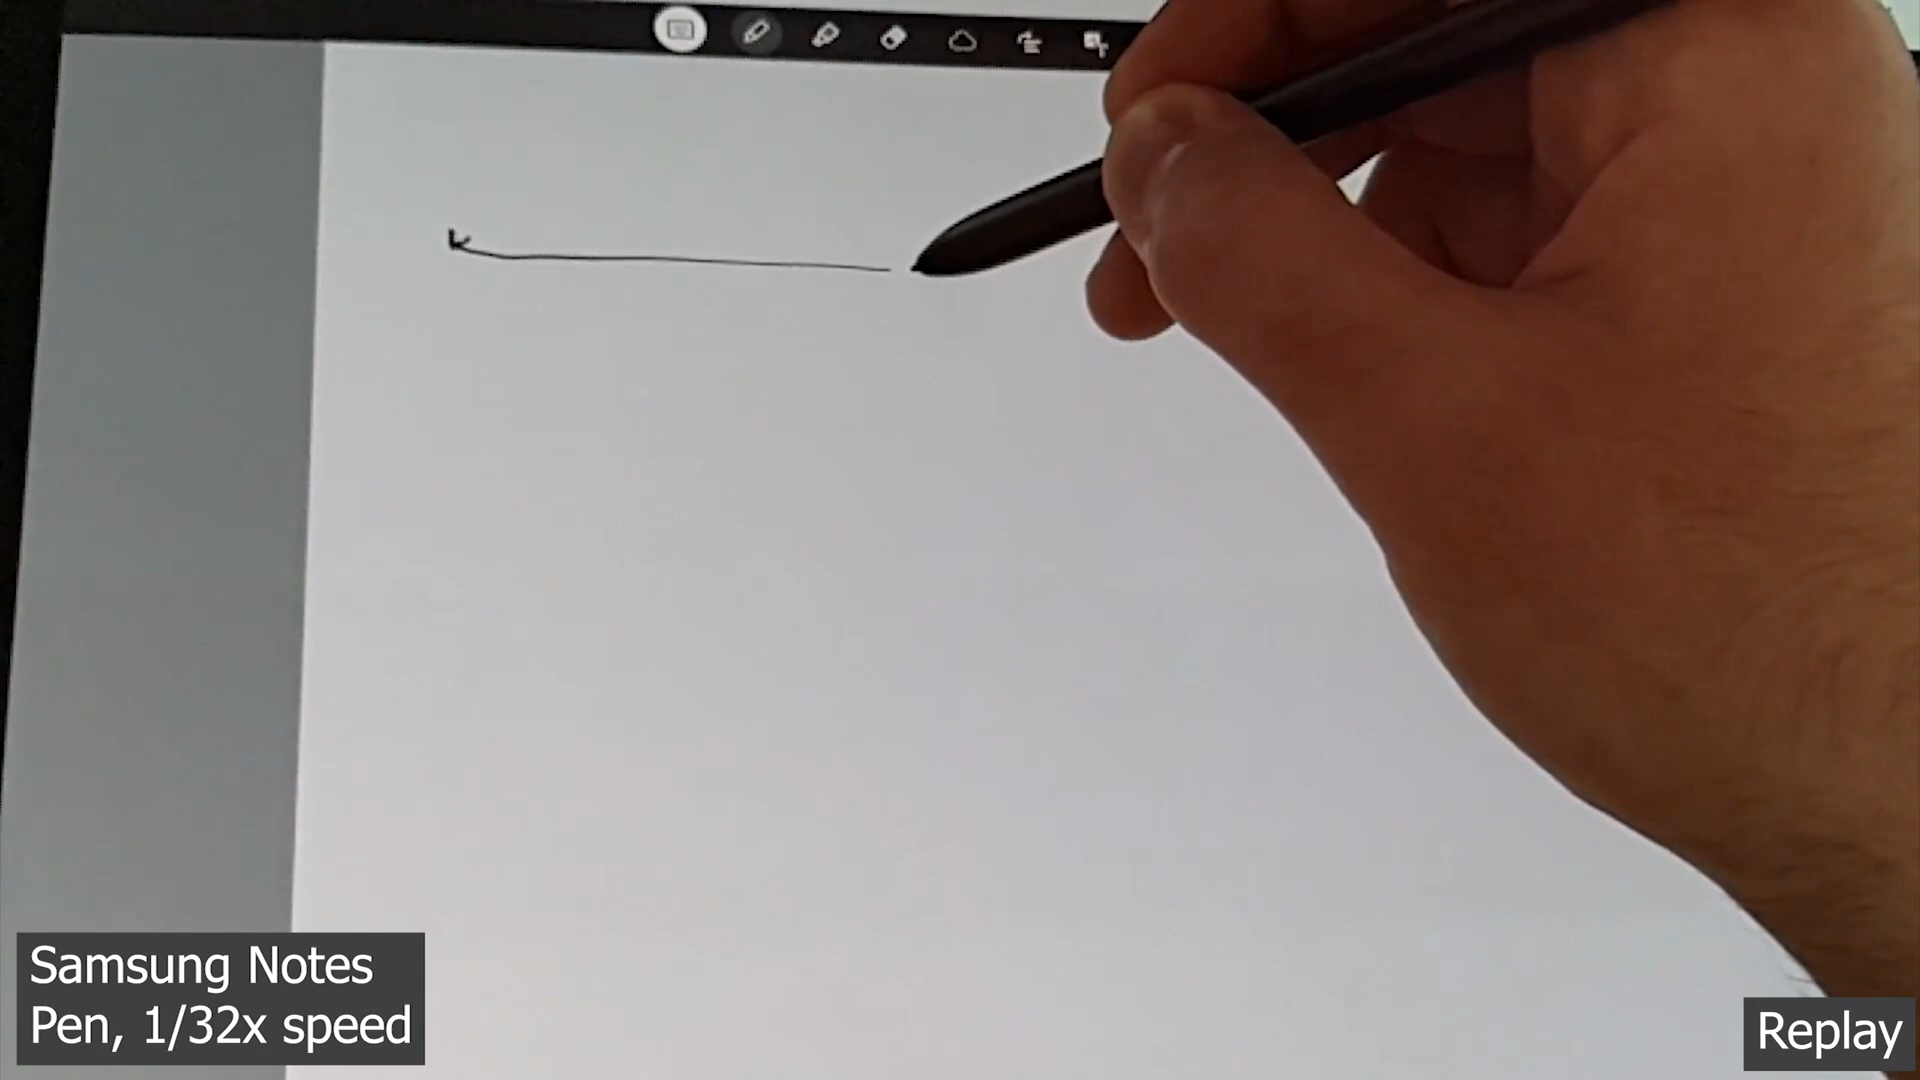 Samsung Notes
Pen, 1/32x speed
Replay